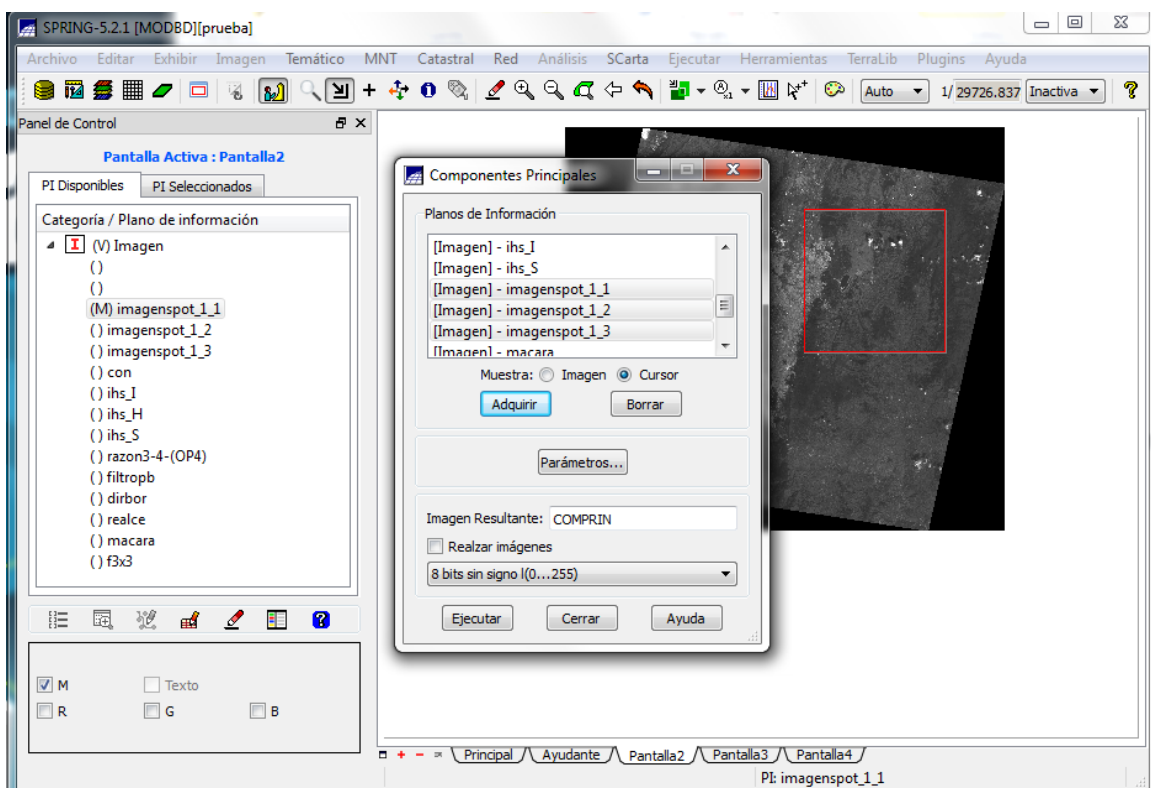 SPRING-5.2.1 [MODBD][prueba]
Archivo Editar Exhibir Imagen Temático MNT Catastral Red Análisis SCarta Ejecutar Herramientas TerraLib Plugins Ayuda
Auto 1/ 29726.837 Inactiva
Panel de Control
Pantalla Activa : Pantalla2
PI Disponibles PI Seleccionados
Categoría / Plano de información
(V) Imagen
()
()
(M) imagenspot_1_1
() imagenspot_1_2
() imagenspot_1_3
() con
() ihs_I
() ihs_H
() ihs_S
() razon3-4-(OP4)
() filtropb
() dirbor
() realce
() macara
() f3x3
M Texto
R G B
Componentes Principales
Planos de Información
[Imagen] - ihs_I
[Imagen] - ihs_S
[Imagen] - imagenspot_1_1
[Imagen] - imagenspot_1_2
[Imagen] - imagenspot_1_3
[Imagen] - macara
Muestra: Imagen Cursor
Adquirir Borrar
Parámetros...
Imagen Resultante: COMPRIN
Realzar imágenes
8 bits sin signo l(0...255)
Ejecutar Cerrar Ayuda
Principal Ayudante Pantalla2 Pantalla3 Pantalla4
PI: imagenspot_1_1